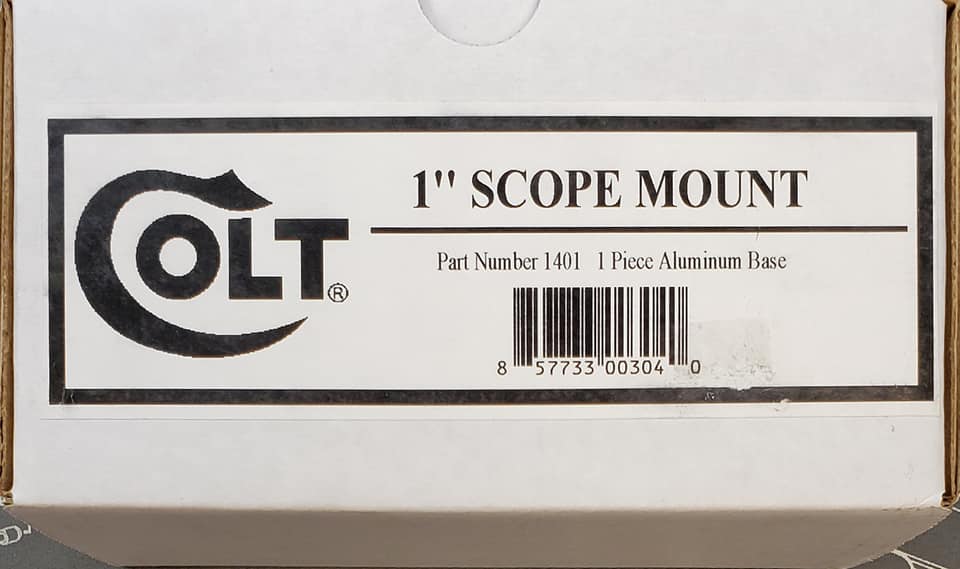 COLT®
1" SCOPE MOUNT
Part Number 1401 1 Piece Aluminum Base
8 57733 00304 0